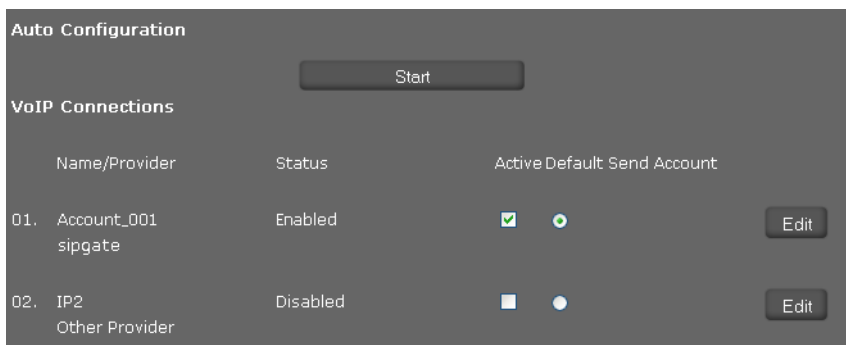 Auto Configuration
Start
VoIP Connections
Name/Provider Status Active Default Send Account
01. Account_001 Enabled Edit
sipgate
02. IP2 Disabled Edit
Other Provider